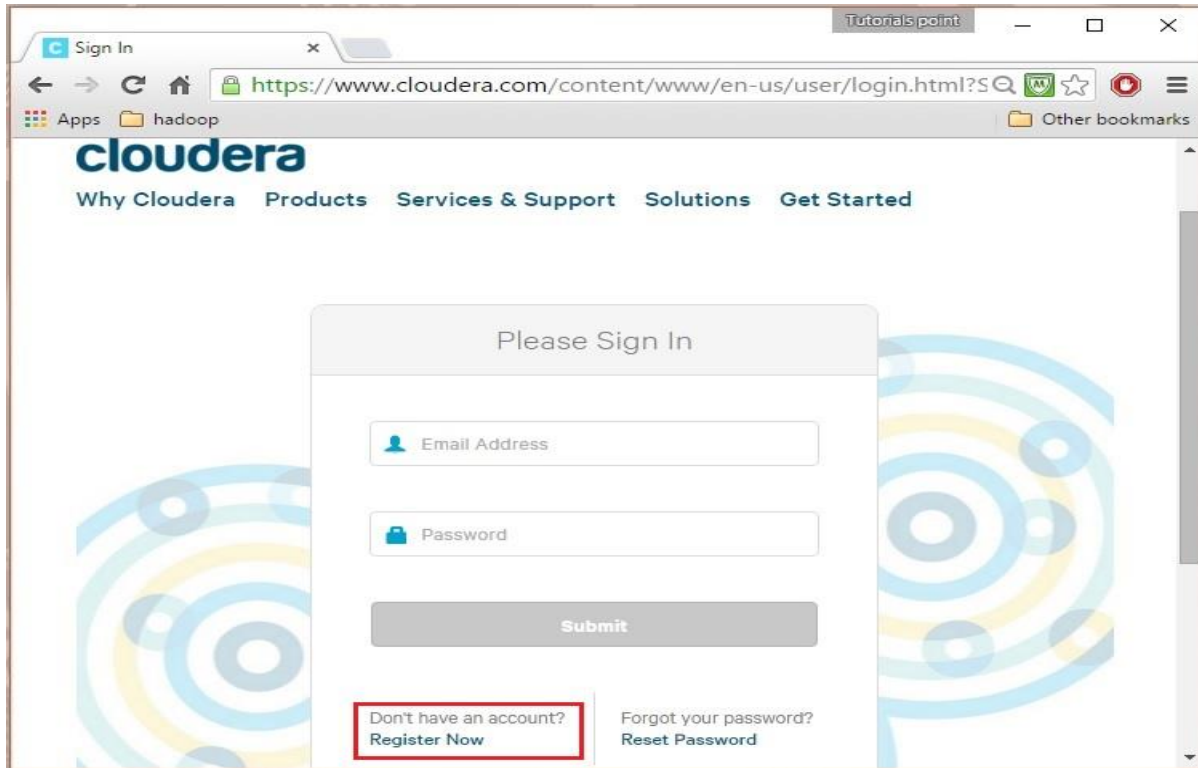 Tutorials point
Sign In
https://www.cloudera.com/content/www/en-us/user/login.html?S
Apps hadoop Other bookmarks
cloudera
Why Cloudera Products Services & Support Solutions Get Started
Please Sign In
Email Address
Password
Submit
Don't have an account? Forgot your password?
Register Now Reset Password